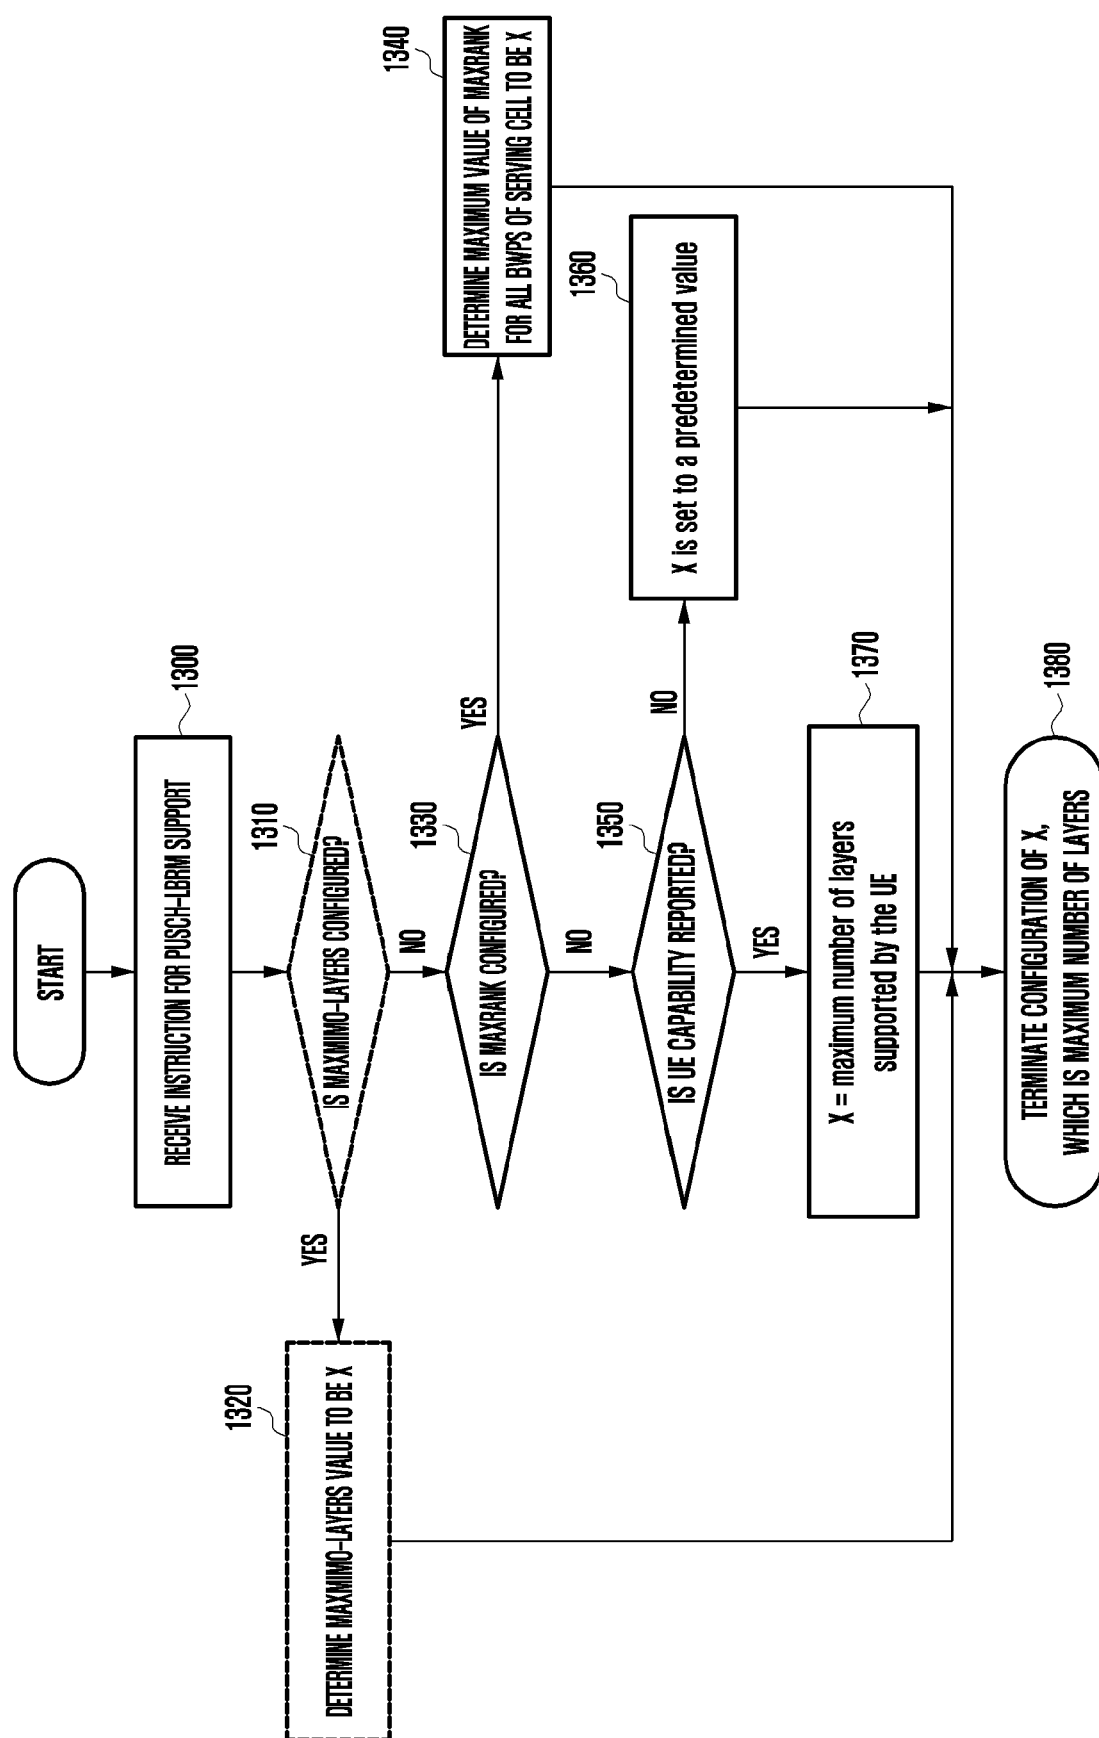 START
1300
RECEIVE INSTRUCTION FOR PUSCH-LBRM SUPPORT
1310
IS MAXMIMO-LAYERS CONFIGURED?
YES
NO
1320
DETERMINE MAXMIMO-LAYERS VALUE TO BE X
1330
IS MAXRANK CONFIGURED?
YES
NO
1340
DETERMINE MAXIMUM VALUE OF MAXRANK
FOR ALL BWPS OF SERVING CELL TO BE X
1350
IS UE CAPABILITY REPORTED?
NO
YES
1360
X is set to a predetermined value
1370
X = maximum number of layers
supported by the UE
1380
TERMINATE CONFIGURATION OF X,
WHICH IS MAXIMUM NUMBER OF LAYERS